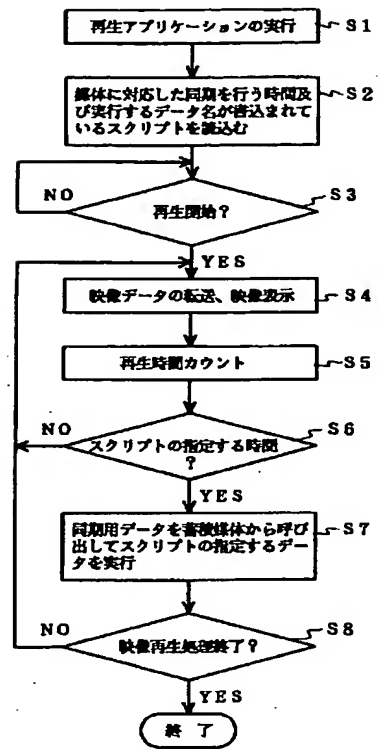 再生アプリケーションの実行
S1
媒体に対応した同期を行う時間及
び実行するデータ名が書込まれて
いるスクリプトを読込む
S2
NO
再生開始？
S3
YES
映像データの転送、映像表示
S4
再生時間カウント
S5
NO
スクリプトの指定する時間
？
S6
YES
同期用データを蓄積媒体から呼び
出してスクリプトの指定するデー
タを実行
S7
NO
映像再生処理終了？
S8
YES
終 了